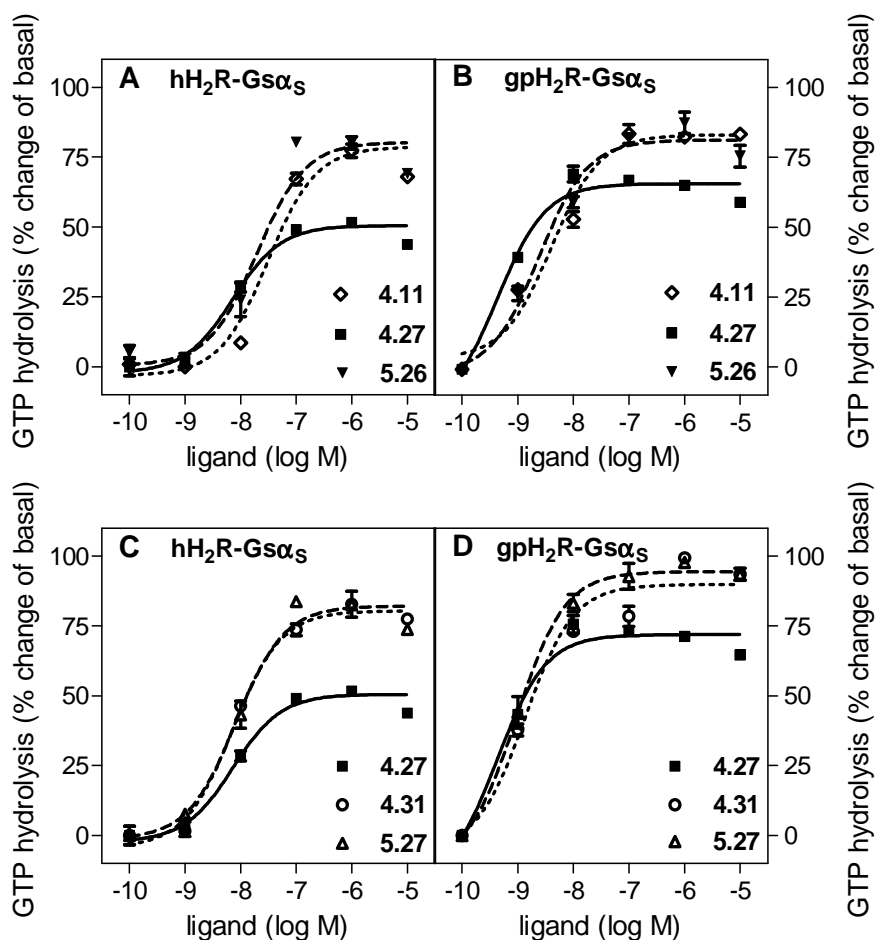 GTP hydrolysis (% change of basal)
A hH₂R-Gsα_S
100
75
50
25
0
4.11
4.27
5.26
-10 -9 -8 -7 -6 -5
ligand (log M)
B gpH₂R-Gsα_S
100
75
50
25
0
4.11
4.27
5.26
-10 -9 -8 -7 -6 -5
ligand (log M)
GTP hydrolysis (% change of basal)
GTP hydrolysis (% change of basal)
C hH₂R-Gsα_S
100
75
50
25
0
4.27
4.31
5.27
-10 -9 -8 -7 -6 -5
ligand (log M)
D gpH₂R-Gsα_S
100
75
50
25
0
4.27
4.31
5.27
-10 -9 -8 -7 -6 -5
ligand (log M)
GTP hydrolysis (% change of basal)